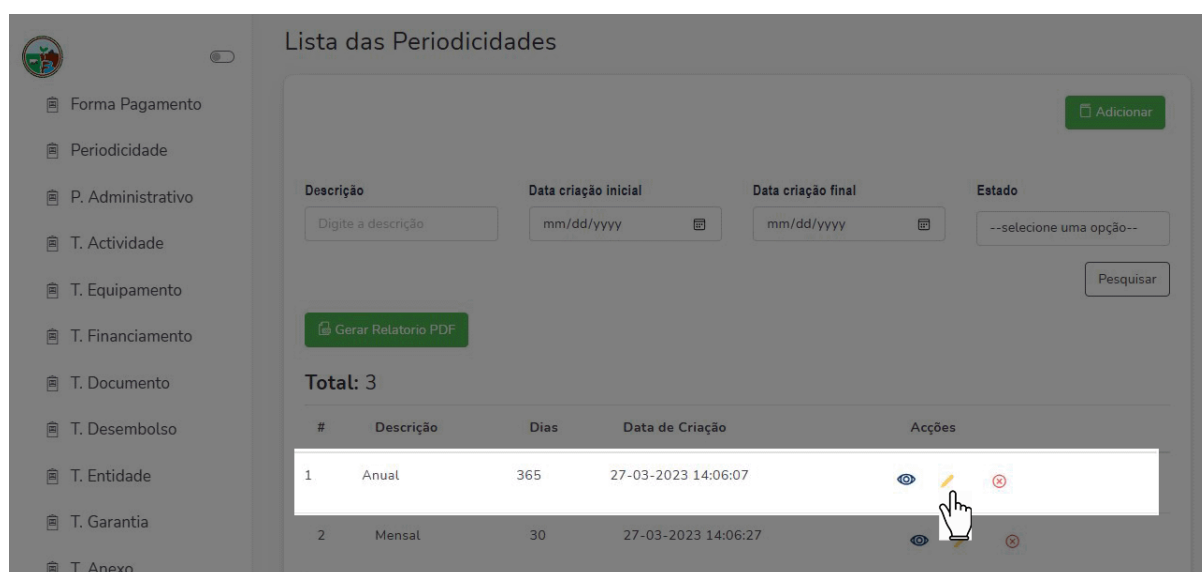 Lista das Periodicidades
Forma Pagamento
Periodicidade
P. Administrativo
T. Actividade
T. Equipamento
T. Financiamento
T. Documento
T. Desembolso
T. Entidade
T. Garantia
T. Anexo
Adicionar
Descrição Data criação inicial Data criação final Estado
Digite a descrição mm/dd/yyyy mm/dd/yyyy --selecione uma opção--
Pesquisar
Gerar Relatorio PDF
Total: 3
# Descrição Dias Data de Criação Acções
1 Anual 365 27-03-2023 14:06:07
2 Mensal 30 27-03-2023 14:06:27